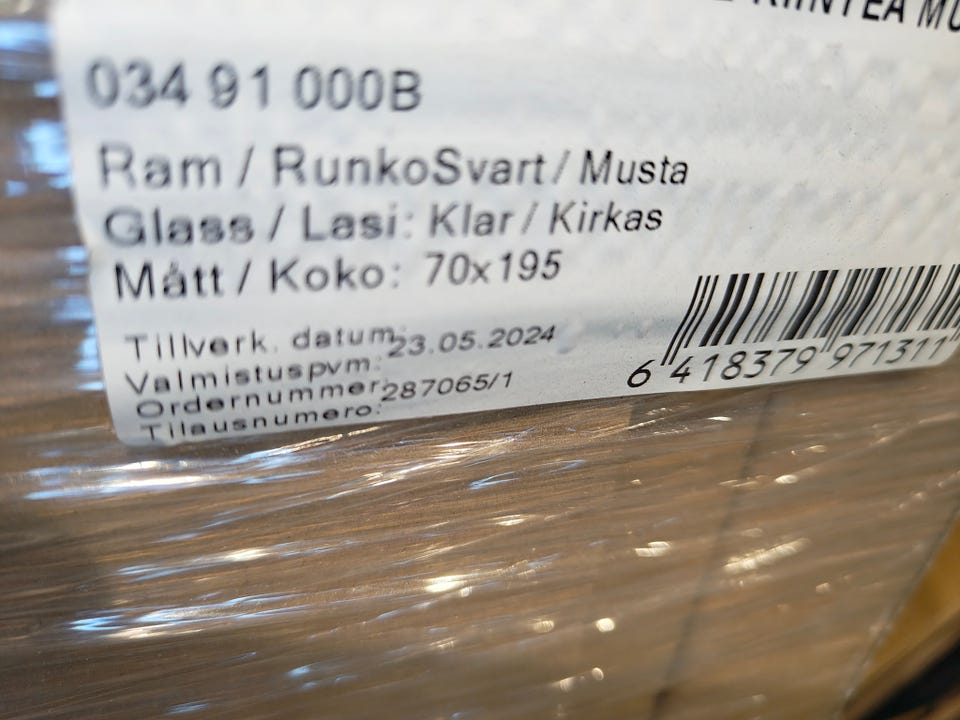 KIINTEÄ
034 91 000B
Ram / RunkoSvart / Musta
Glass / Lasi: Klar / Kirkas
Mått / Koko: 70x195
Tillverk. datum: 23.05.2024
Valmistuspvm:
Ordernummer: 287065/1
Tilausnumero:
6 418379 971311